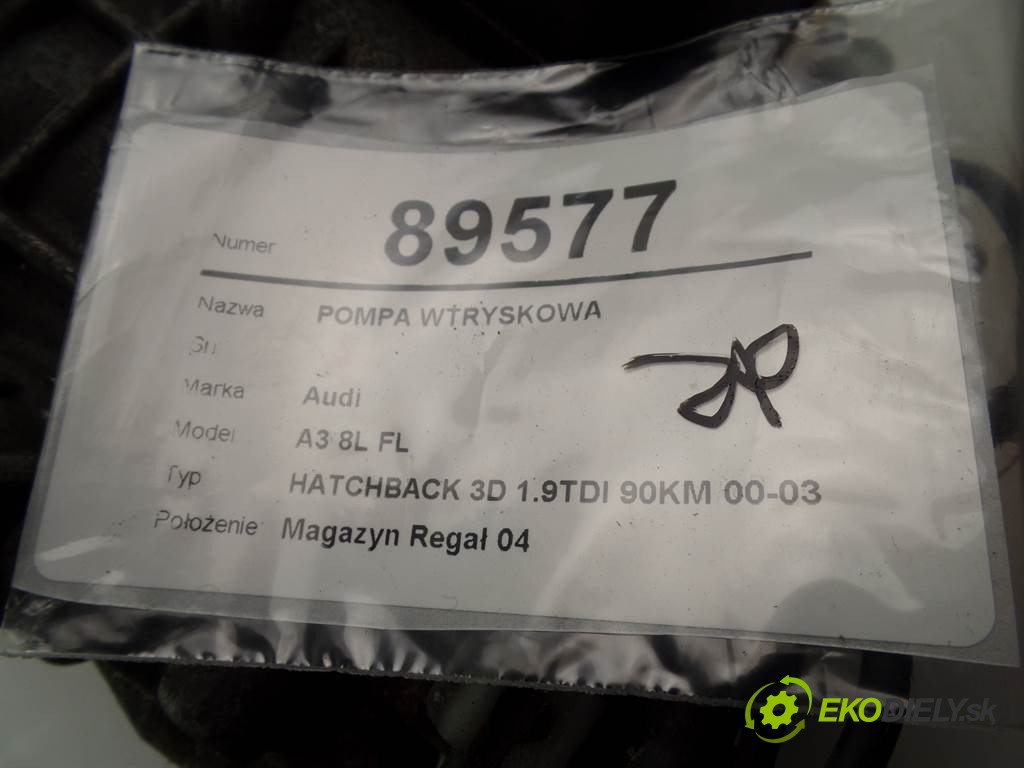 Numer 89577
Nazwa POMPA WTRYSKOWA
Sn
Marka Audi
Model A3 8L FL
Typ HATCHBACK 3D 1.9TDI 90KM 00-03
Położenie Magazyn Regał 04
EKODIELY.sk